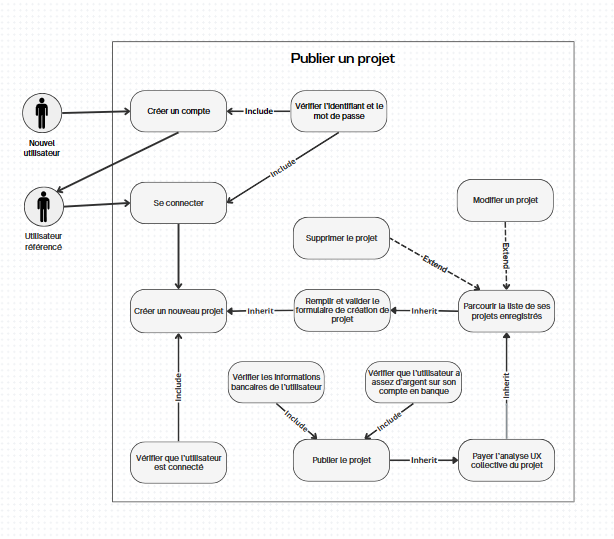 Publier un projet
Créer un compte
Include
Vérifier l'identifiant et le
mot de passe
Nouvel
utilisateur
Include
Se connecter
Modifier un projet
Utilisateur
référencé
Supprimer le projet
Extend
Extend
Créer un nouveau projet
Inherit
Remplir et valider le
formulaire de création de
projet
Inherit
Parcourir la liste de ses
projets enregistrés
Include
Vérifier les informations
bancaires de l'utilisateur
Vérifier que l'utilisateur a
assez d'argent sur son
compte en banque
Inherit
Include
Include
Vérifier que l'utilisateur
est connecté
Publier le projet
Inherit
Payer l'analyse UX
collective du projet